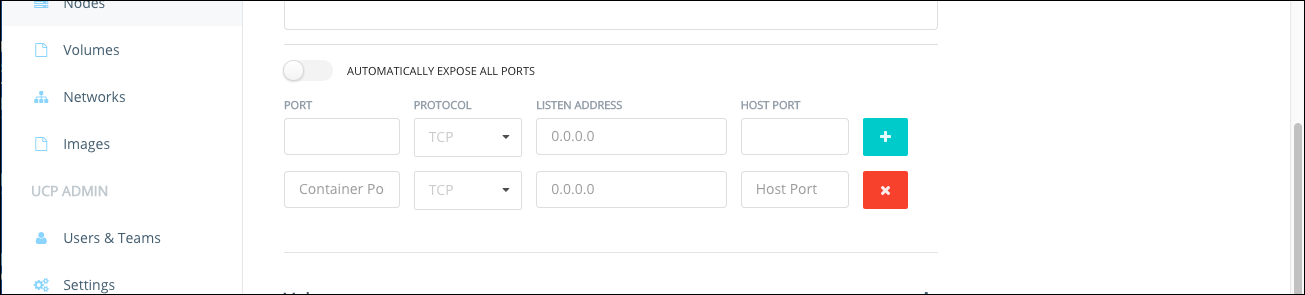 Nodes
Volumes
Networks
Images
UCP ADMIN
Users & Teams
Settings
AUTOMATICALLY EXPOSE ALL PORTS
PORT PROTOCOL LISTEN ADDRESS HOST PORT
TCP 0.0.0.0
Container Po TCP 0.0.0.0 Host Port